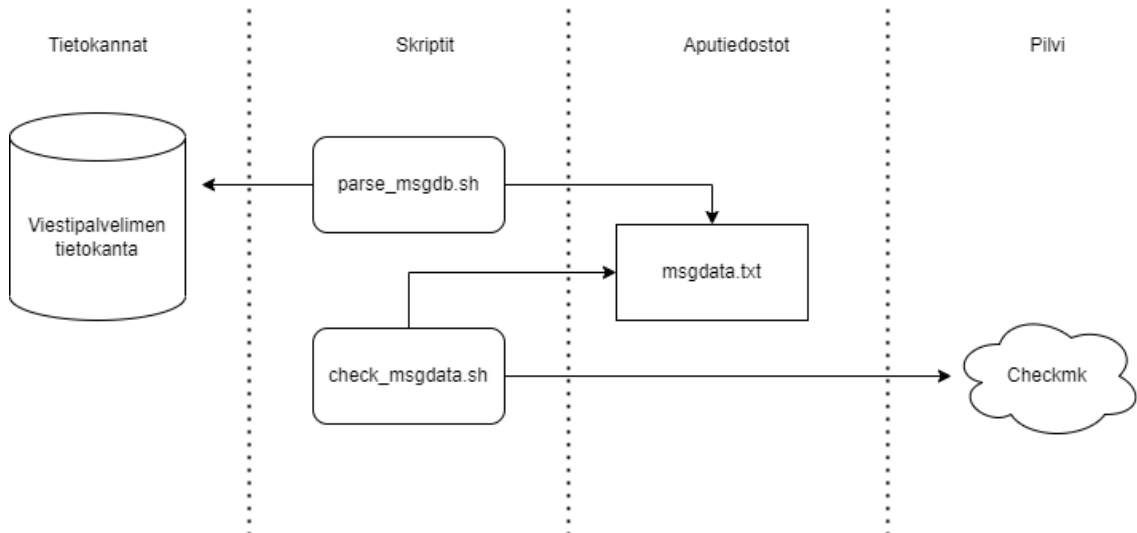 Tietokannat
Skriptit
Aputiedostot
Pilvi
parse_msgdb.sh
Viestipalvelimen
tietokanta
msgdata.txt
check_msgdata.sh
Checkmk